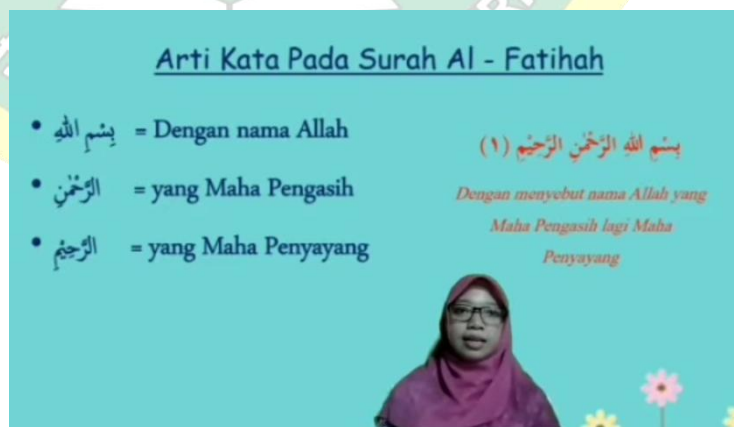 Arti Kata Pada Surah Al - Fatihah
• بِسْمِ اللهِ = Dengan nama Allah
• الرَّحْمٰنِ = yang Maha Pengasih
• الرَّحِيْمِ = yang Maha Penyayang
بِسْمِ اللهِ الرَّحْمٰنِ الرَّحِيْمِ (١)
Dengan menyebut nama Allah yang
Maha Pengasih lagi Maha
Penyayang